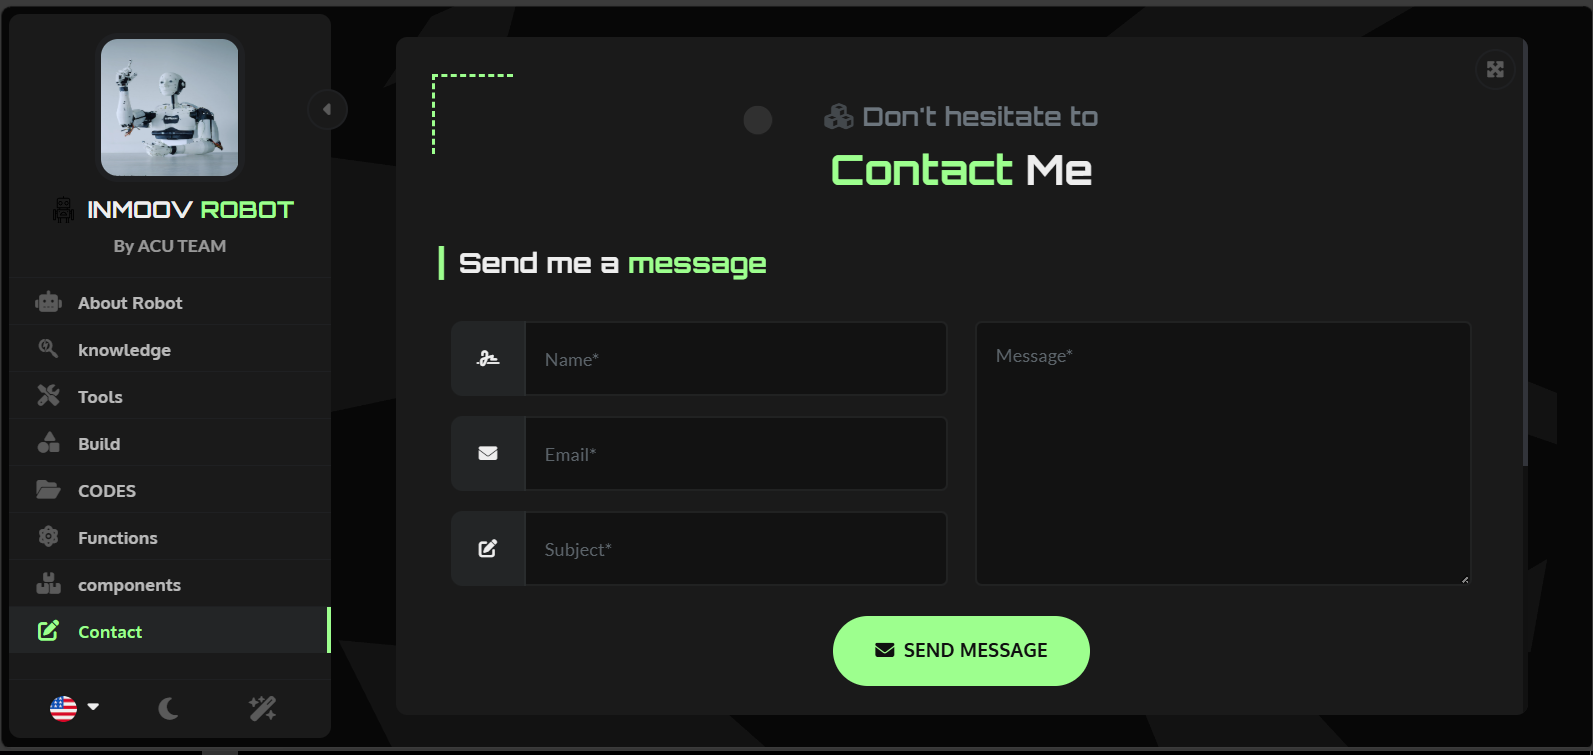 INMOOV ROBOT
By ACU TEAM
About Robot
knowledge
Tools
Build
CODES
Functions
components
Contact
Don't hesitate to
Contact Me
Send me a message
Name*
Email*
Subject*
Message*
SEND MESSAGE